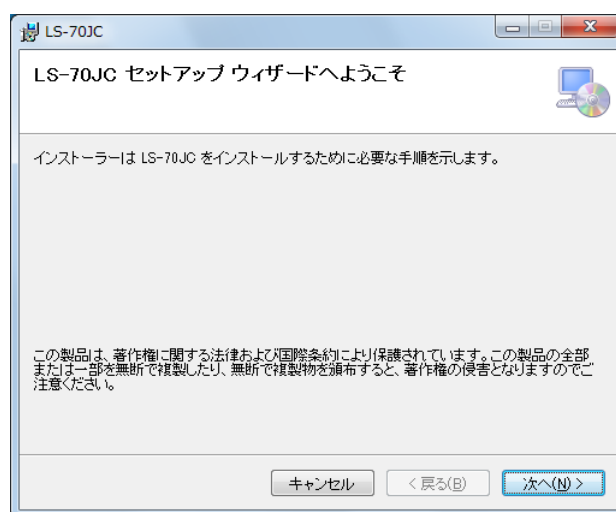 LS-70JC
LS-70JC セットアップ ウィザードへようこそ
インストーラーは LS-70JC をインストールするために必要な手順を示します。
この製品は、著作権に関する法律および国際条約により保護されています。この製品の全部
または一部を無断で複製したり、無断で複製物を頒布すると、著作権の侵害となりますのでご
注意ください。
キャンセル
< 戻る(B)
次へ(N) >